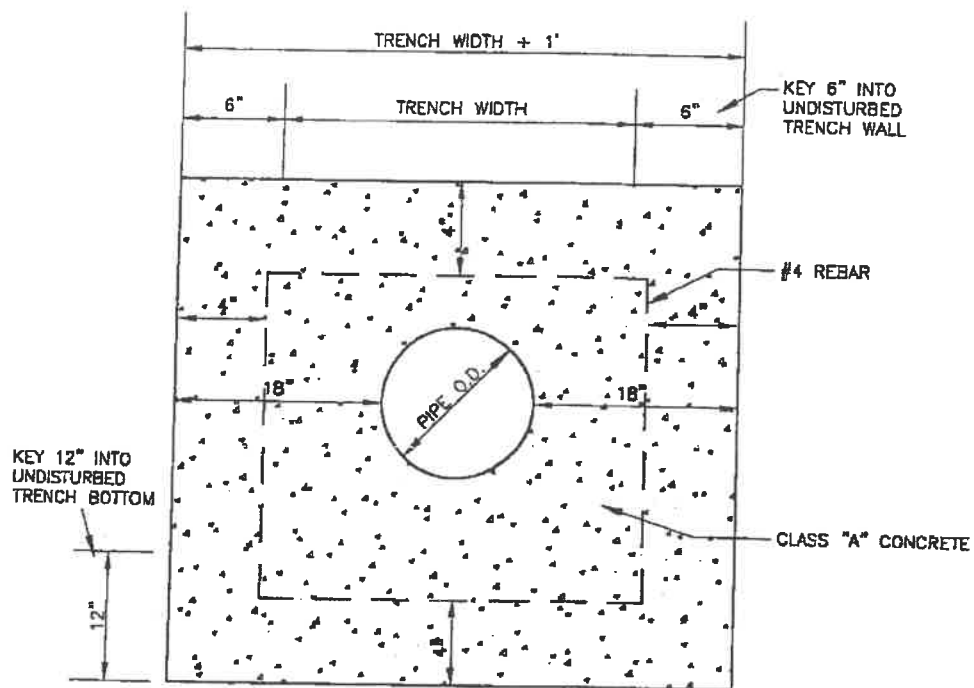 TRENCH WIDTH + 1'
KEY 6" INTO
UNDISTURBED
TRENCH WALL
6"
TRENCH WIDTH
6"
4"
#4 REBAR
4"
4"
18"
PIPE O.D.
18"
KEY 12" INTO
UNDISTURBED
TRENCH BOTTOM
CLASS "A" CONCRETE
12"
4"